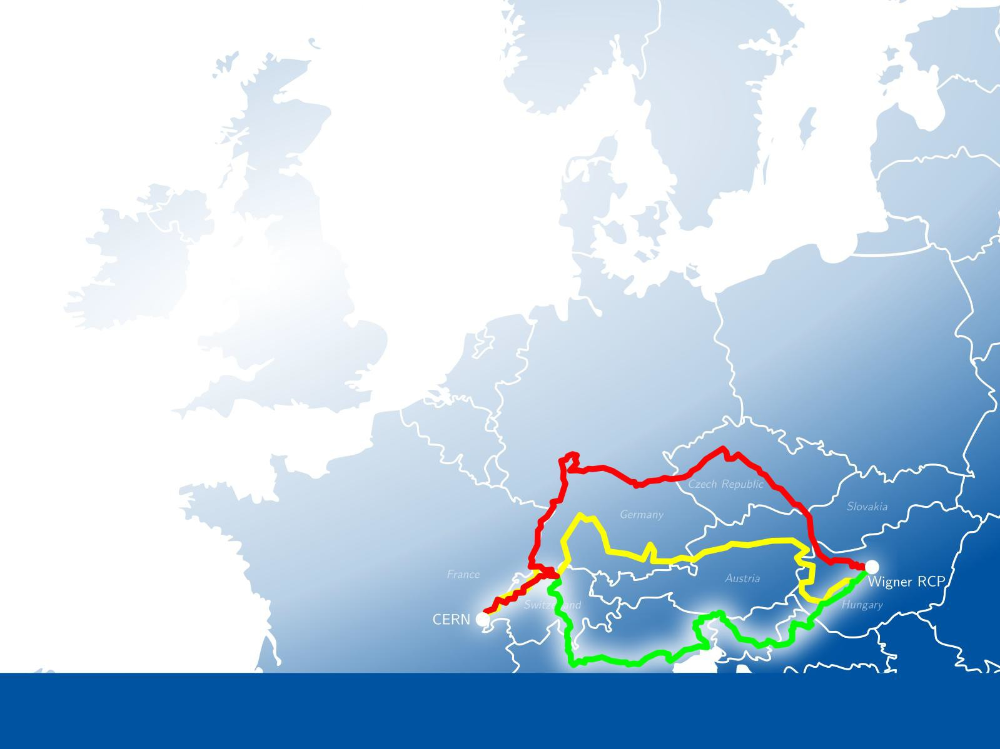 Czech Republic
Slovakia
Germany
France
Austria
Wigner RCP
Switzerland
Hungary
CERN